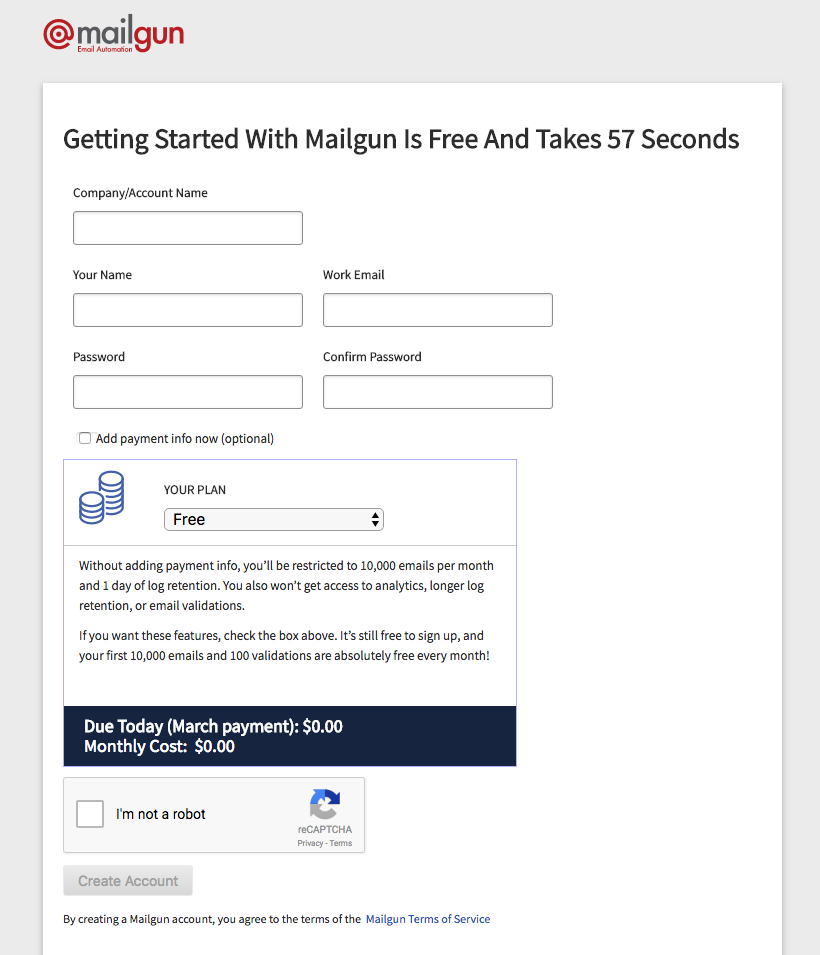 @mailgun
Email Automation
Getting Started With Mailgun Is Free And Takes 57 Seconds
Company/Account Name
Your Name
Work Email
Password
Confirm Password
Add payment info now (optional)
YOUR PLAN
Free
Without adding payment info, you’ll be restricted to 10,000 emails per month
and 1 day of log retention. You also won’t get access to analytics, longer log
retention, or email validations.
If you want these features, check the box above. It’s still free to sign up, and
your first 10,000 emails and 100 validations are absolutely free every month!
Due Today (March payment): $0.00
Monthly Cost: $0.00
I'm not a robot
reCAPTCHA
Privacy - Terms
Create Account
By creating a Mailgun account, you agree to the terms of the Mailgun Terms of Service